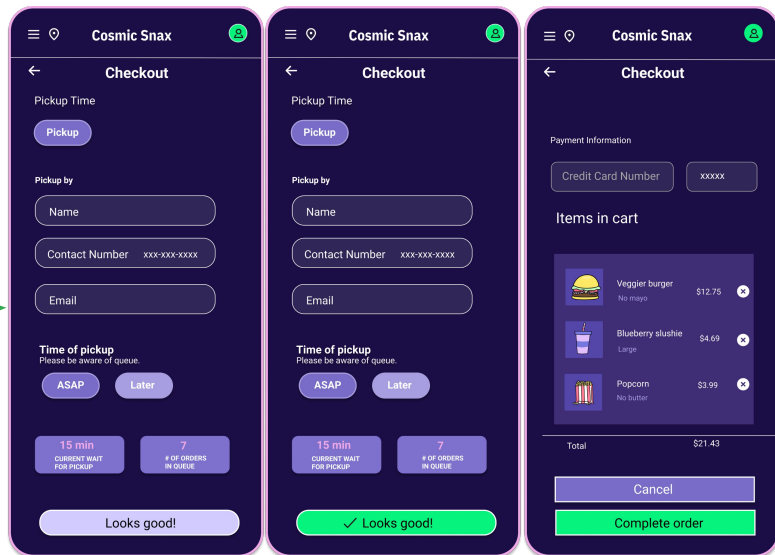 Cosmic Snax
Checkout
Pickup Time
Pickup
Pickup by
Name
Contact Number xxx-xxx-xxxx
Email
Time of pickup
Please be aware of queue.
ASAP Later
15 min
CURRENT WAIT
FOR PICKUP
7
# OF ORDERS
IN QUEUE
Looks good!
Cosmic Snax
Checkout
Pickup Time
Pickup
Pickup by
Name
Contact Number xxx-xxx-xxxx
Email
Time of pickup
Please be aware of queue.
ASAP Later
15 min
CURRENT WAIT
FOR PICKUP
7
# OF ORDERS
IN QUEUE
Looks good!
Cosmic Snax
Checkout
Payment Information
Credit Card Number xxxxx
Items in cart
Veggier burger
No mayo
$12.75
Blueberry slushie
Large
$4.69
Popcorn
No butter
$3.99
Total $21.43
Cancel
Complete order